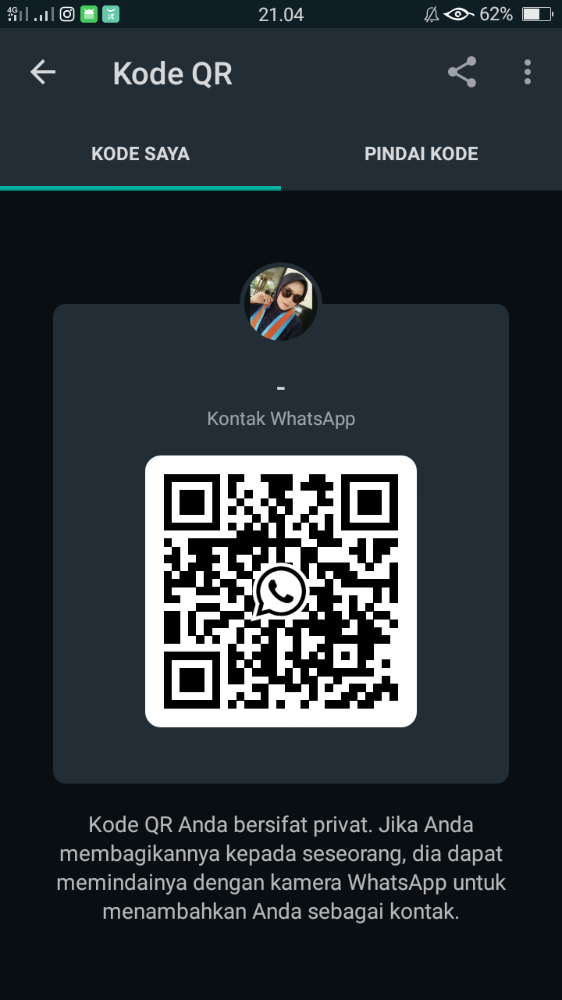 4G
21.04
62%
Kode QR
KODE SAYA
PINDAI KODE
-
Kontak WhatsApp
Kode QR Anda bersifat privat. Jika Anda
membagikannya kepada seseorang, dia dapat
memindainya dengan kamera WhatsApp untuk
menambahkan Anda sebagai kontak.